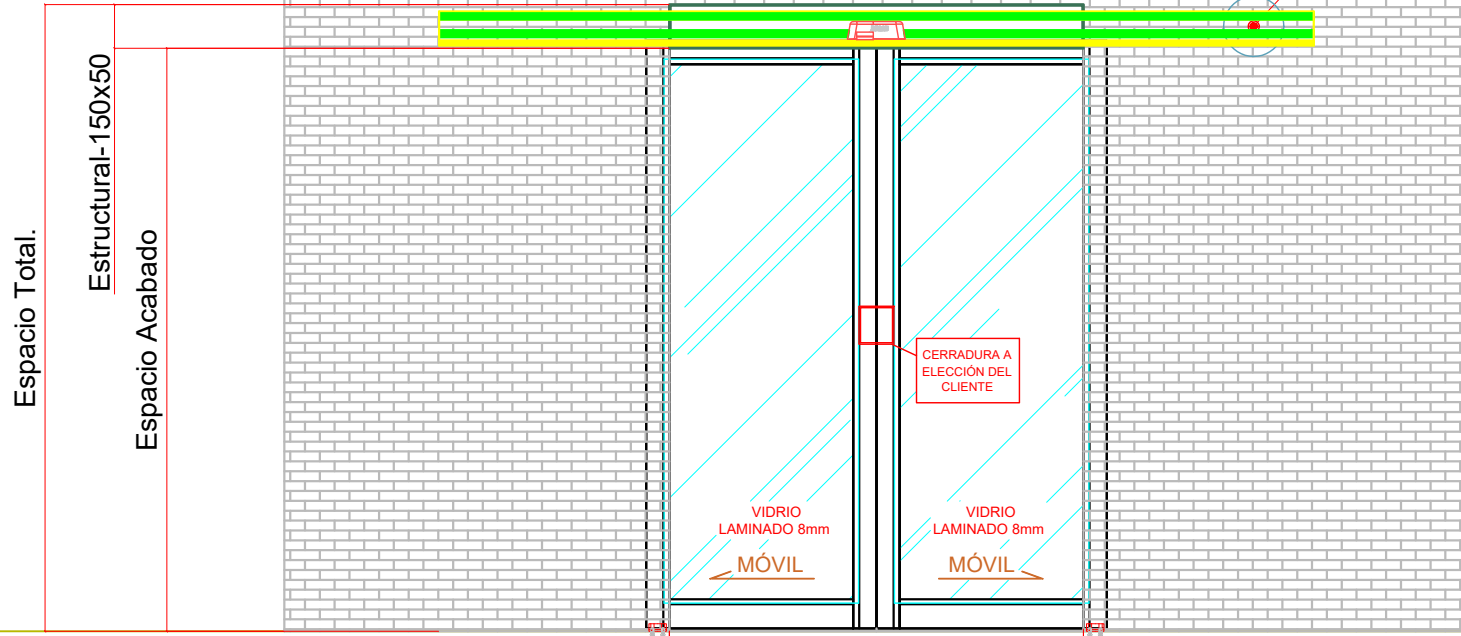 Espacio Total.
Estructural-150x50
Espacio Acabado
CERRADURA A
ELECCIÓN DEL
CLIENTE
VIDRIO
LAMINADO 8mm
MÓVIL
VIDRIO
LAMINADO 8mm
MÓVIL